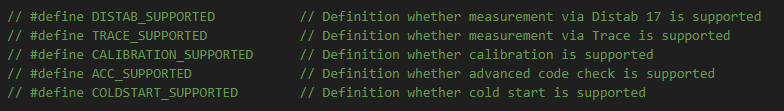 // #define DISTAB_SUPPORTED // Definition whether measurement via Distab 17 is supported
// #define TRACE_SUPPORTED // Definition whether measurement via Trace is supported
// #define CALIBRATION_SUPPORTED // Definition whether calibration is supported
// #define ACC_SUPPORTED // Definition whether advanced code check is supported
// #define COLDSTART_SUPPORTED // Definition whether cold start is supported